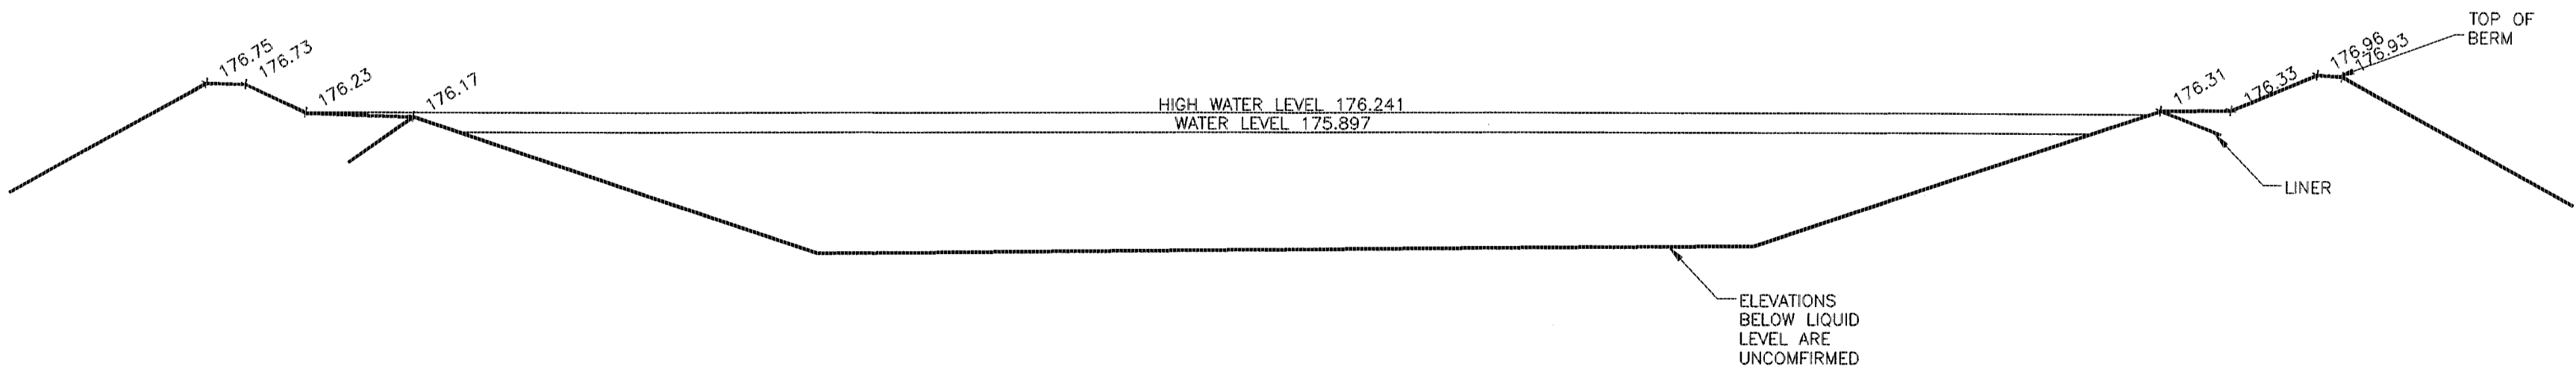 176.75
176.73
176.23
176.17
HIGH WATER LEVEL 176.241
WATER LEVEL 175.897
176.31
176.33
176.96
176.93
TOP OF
BERM
LINER
ELEVATIONS
BELOW LIQUID
LEVEL ARE
UNCOMFIRMED